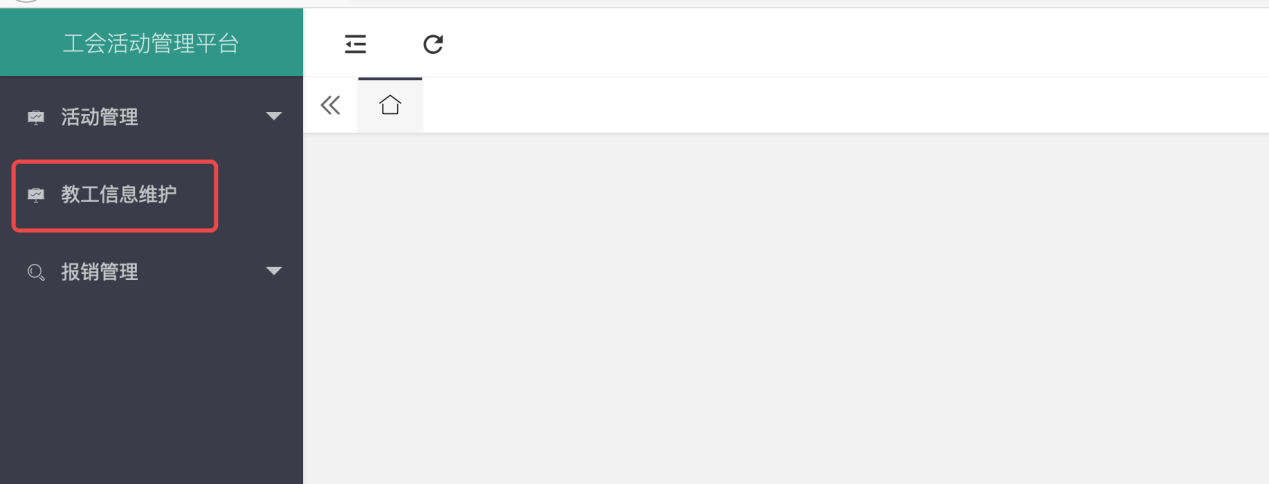 工会活动管理平台
活动管理
教工信息维护
报销管理